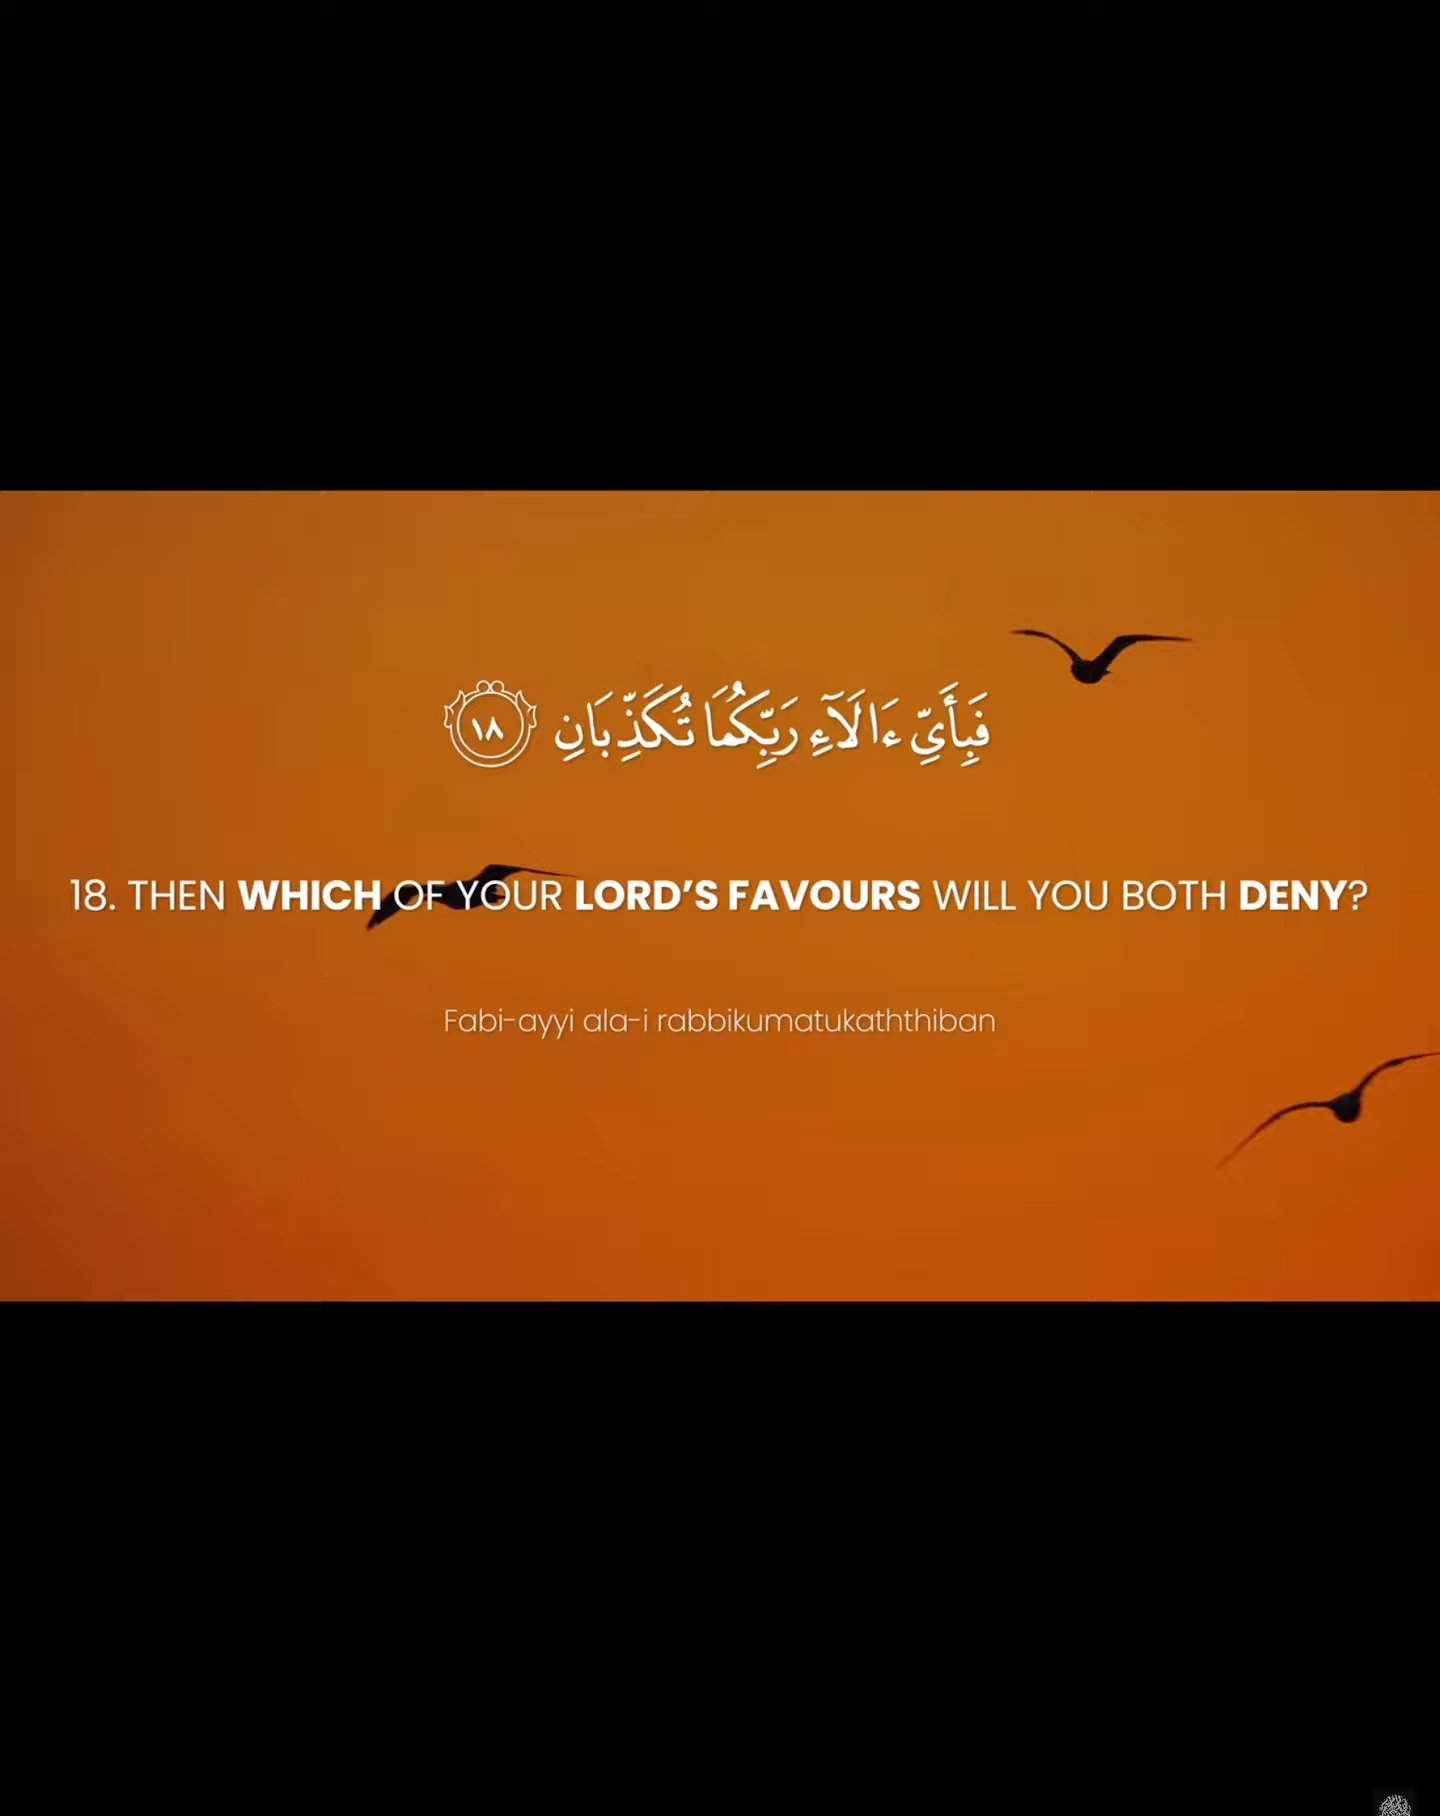 فَبِأَيِّ ءَالَآءِ رَبِّكُمَا تُكَذِّبَانِ ١٨
18. THEN WHICH OF YOUR LORD’S FAVOURS WILL YOU BOTH DENY?
Fabi-ayyi ala-i rabbikumatukaththiban